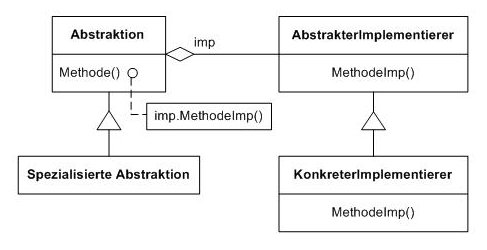 Abstraktion
imp
AbstrakterImplementierer
Methode()
MethodeImp()
imp.MethodeImp()
Spezialisierte Abstraktion
KonkreterImplementierer
MethodeImp()